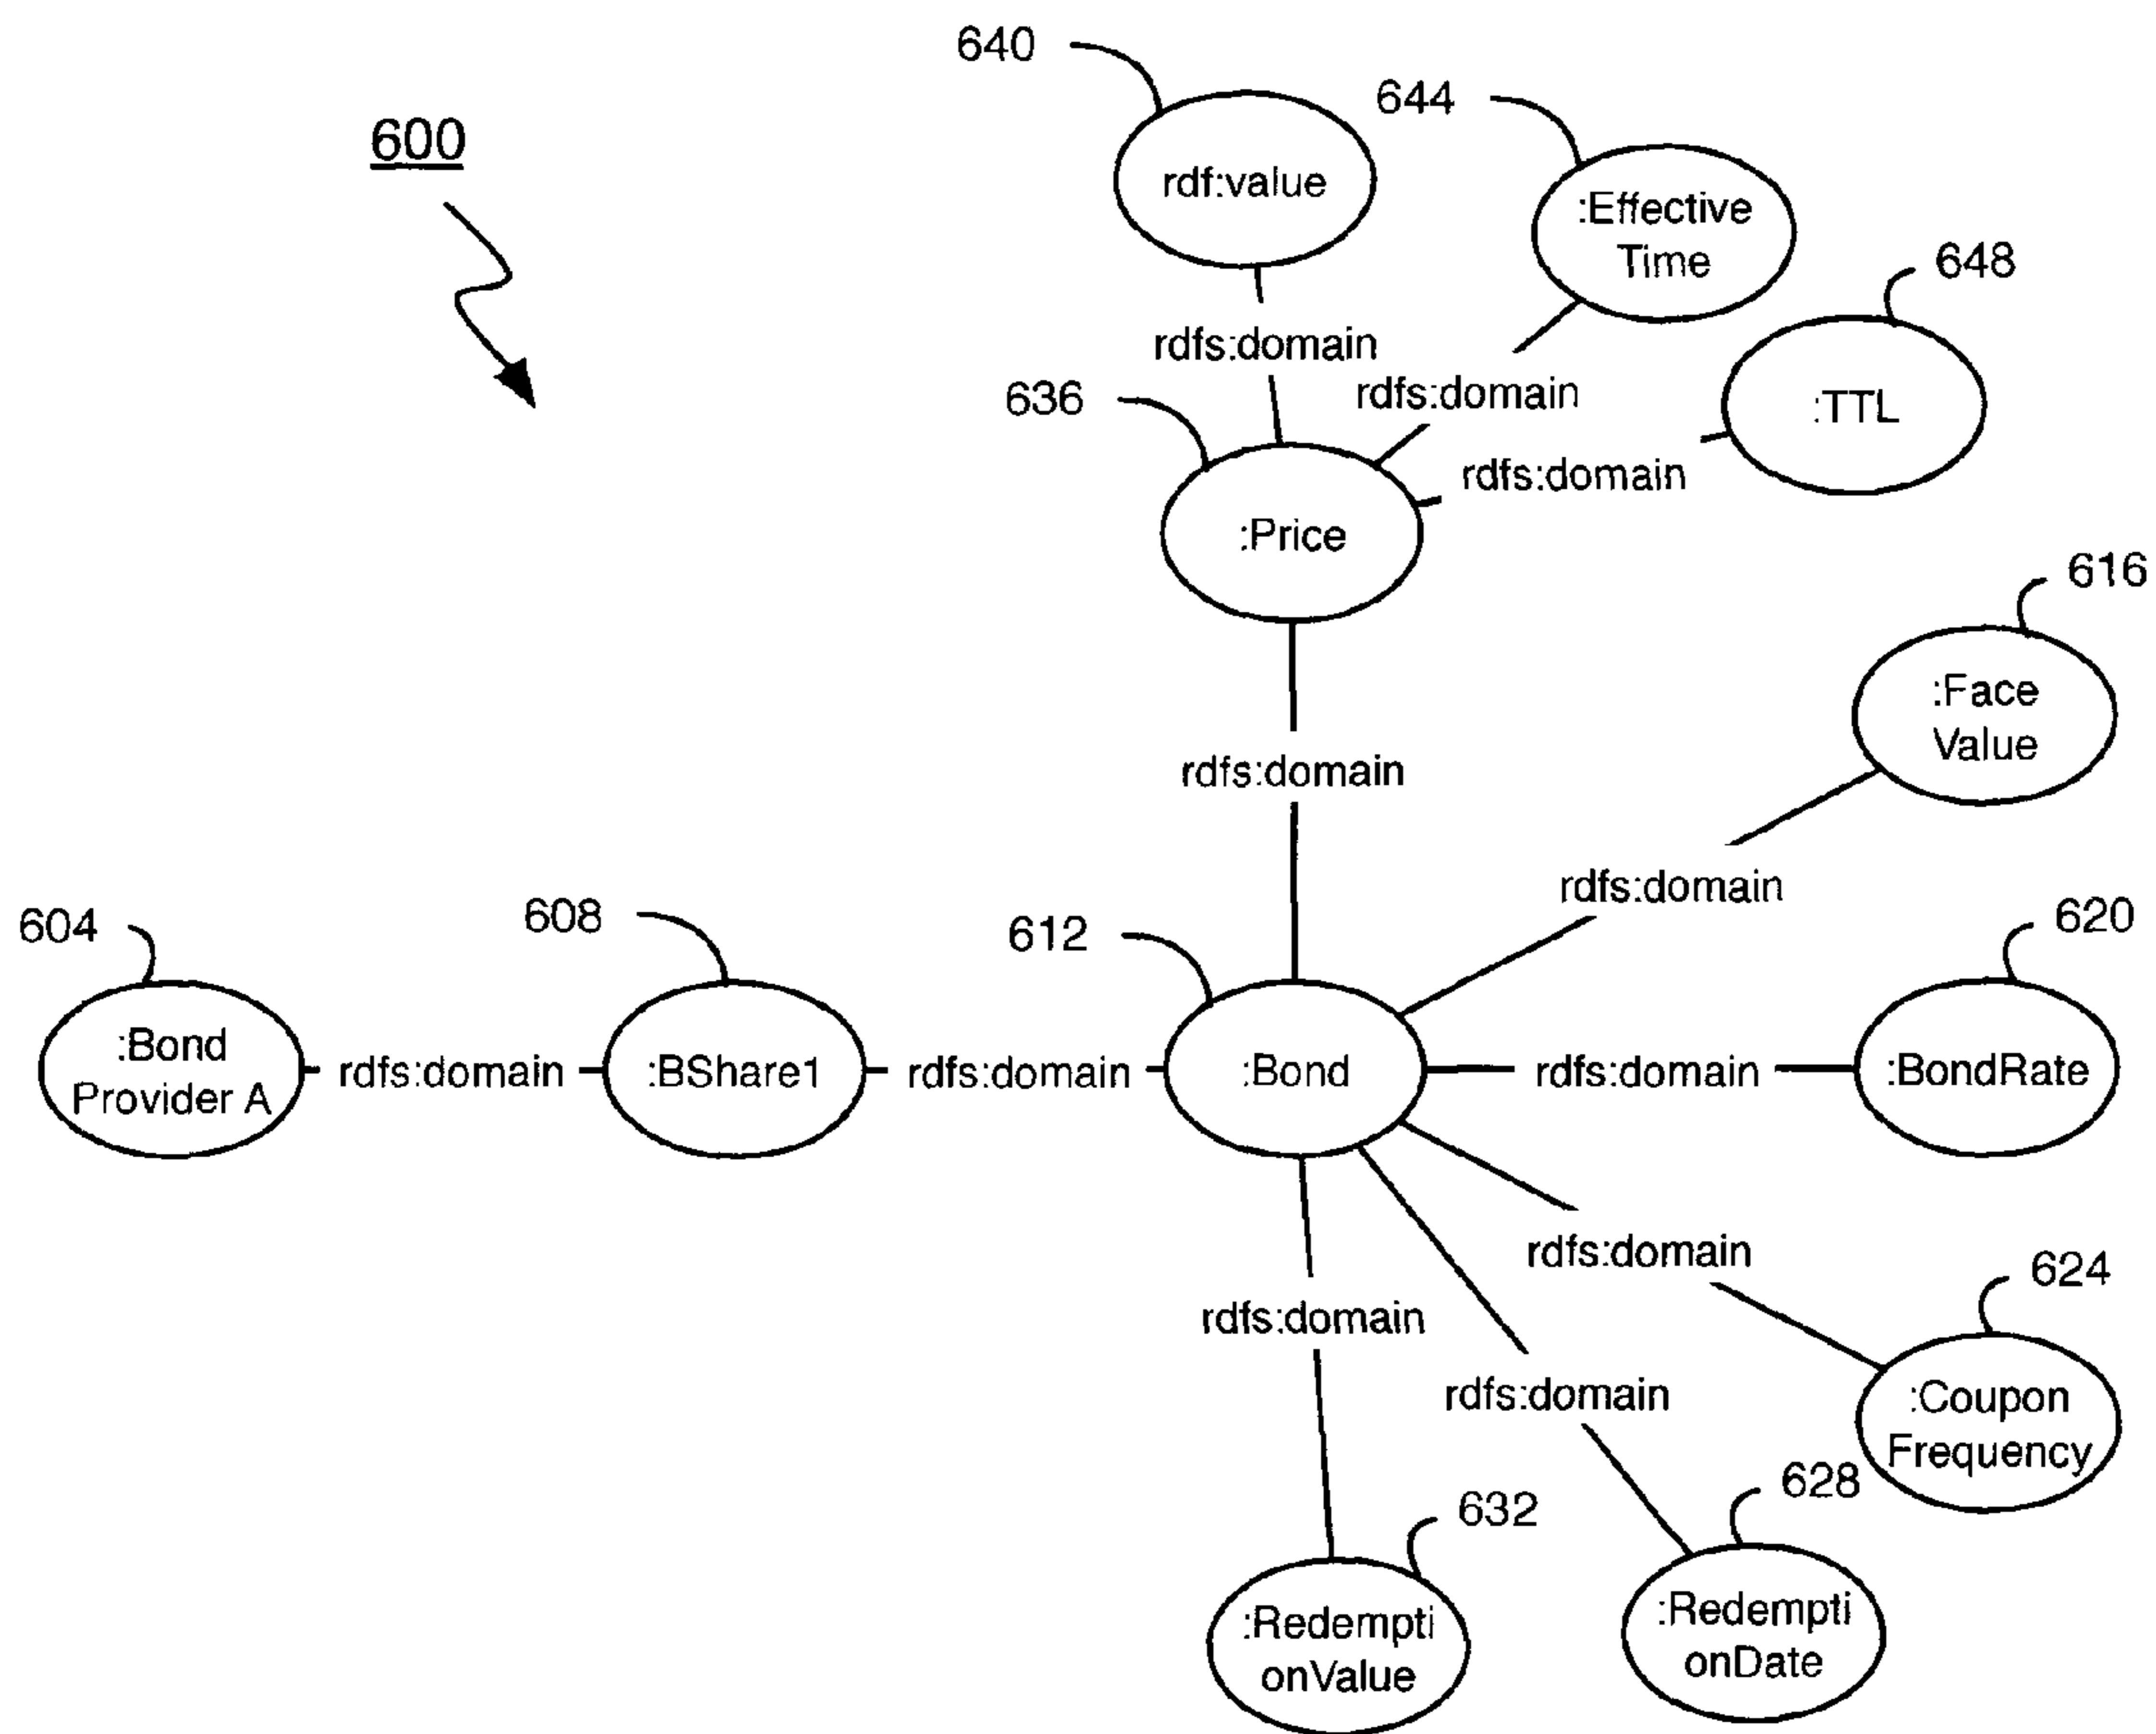 640
644
600
rdf:value
:Effective
Time
648
rdfs:domain
636
rdfs:domain
:TTL
rdfs:domain
:Price
616
:Face
Value
rdfs:domain
rdfs:domain
604
608
612
620
:Bond
Provider A
rdfs:domain
:BShare1
rdfs:domain
:Bond
rdfs:domain
:BondRate
rdfs:domain
624
rdfs:domain
rdfs:domain
:Coupon
Frequency
628
632
:Redempti
onValue
:Redempti
onDate